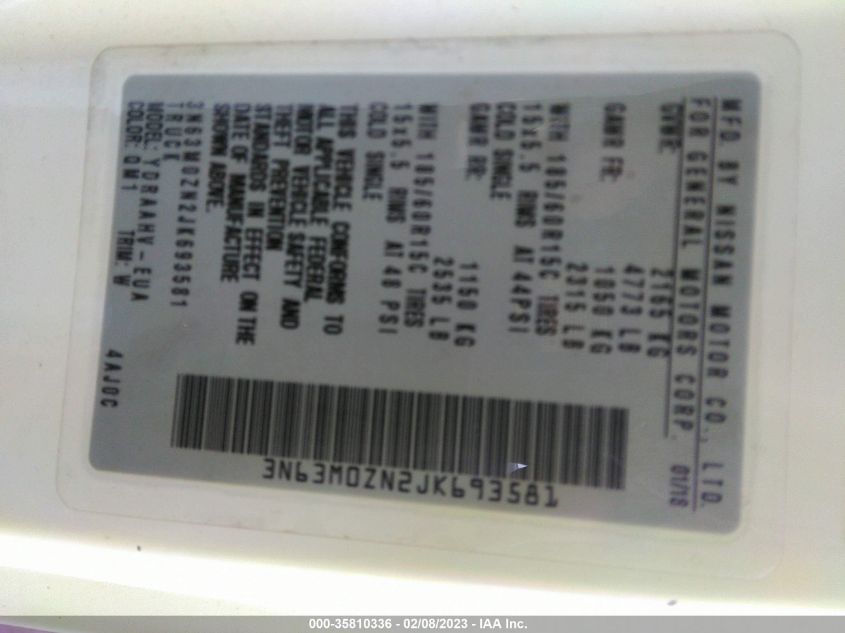 MFD. BY NISSAN MOTOR CO., LTD.
FOR GENERAL MOTORS CORP. 01/18
GVWR: 2165 KG
4773 LB
GAWR FR: 1050 KG
2315 LB
WITH 185/60R15C TIRES
15x5.5 RIMS AT 44PSI
COLD SINGLE
GAWR RR: 1150 KG
2535 LB
WITH 185/60R15C TIRES
15x5.5 RIMS AT 48 PSI
COLD SINGLE
THIS VEHICLE CONFORMS TO
ALL APPLICABLE FEDERAL
MOTOR VEHICLE SAFETY AND
THEFT PREVENTION
STANDARDS IN EFFECT ON THE
DATE OF MANUFACTURE
SHOWN ABOVE.
3N63M0ZN2JK693581
TRUCK
MODEL: YDRAAHV-EUA
COLOR: QM1 TRIM: W 4AJ0C
3N63M0ZN2JK693581
000-35810336 - 02/08/2023 - IAA Inc.